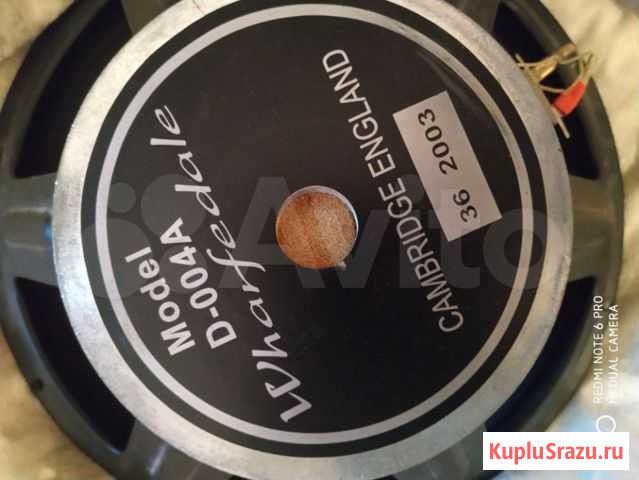 Model
D-004A
Wharfedale
CAMBRIDGE ENGLAND
36 2003
Avito
REDMI NOTE 6 PRO
MI DUAL CAMERA
KupluSrazu.ru